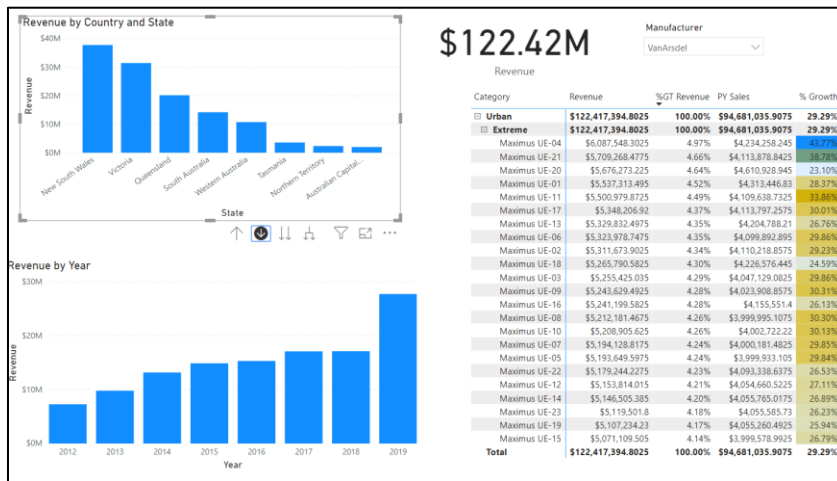 Revenue by Country and State
$40M
$30M
$20M
$10M
$0M
Revenue
New South Wales
Victoria
Queensland
South Australia
Western Australia
Tasmania
Northern Territory
Australian Capital...
State
Revenue by Year
$30M
$20M
$10M
$0M
Revenue
2012 2013 2014 2015 2016 2017 2018 2019
Year
$122.42M
Revenue
Manufacturer
VanArsdel
Category Revenue %GT Revenue PY Sales % Growth
Urban $122,417,394.8025 100.00% $94,681,035.9075 29.29%
Extreme $122,417,394.8025 100.00% $94,681,035.9075 29.29%
Maximus UE-04 $6,087,548.3025 4.97% $4,234,258.245 43.77%
Maximus UE-21 $5,709,268.4775 4.66% $4,113,878.8425 38.78%
Maximus UE-20 $5,676,273.225 4.64% $4,610,928.945 23.10%
Maximus UE-01 $5,537,313.495 4.52% $4,313,446.83 28.37%
Maximus UE-11 $5,500,979.8725 4.49% $4,109,638.7325 33.86%
Maximus UE-17 $5,348,206.92 4.37% $4,113,797.2575 30.01%
Maximus UE-13 $5,329,832.4975 4.35% $4,204,788.21 26.76%
Maximus UE-06 $5,323,978.7475 4.35% $4,099,892.895 29.86%
Maximus UE-02 $5,311,673.9025 4.34% $4,110,218.8575 29.23%
Maximus UE-18 $5,265,790.5825 4.30% $4,226,576.445 24.59%
Maximus UE-03 $5,255,425.035 4.29% $4,047,129.0825 29.86%
Maximus UE-09 $5,243,629.4925 4.28% $4,023,908.8575 30.31%
Maximus UE-16 $5,241,199.5825 4.28% $4,155,551.4 26.13%
Maximus UE-08 $5,212,181.4675 4.26% $3,999,995.1075 30.30%
Maximus UE-10 $5,208,905.625 4.26% $4,002,722.22 30.13%
Maximus UE-07 $5,194,128.8175 4.24% $4,000,181.4825 29.85%
Maximus UE-05 $5,193,649.5975 4.24% $3,999,933.105 29.84%
Maximus UE-22 $5,179,244.2275 4.23% $4,093,338.6375 26.53%
Maximus UE-12 $5,153,814.015 4.21% $4,054,660.5225 27.11%
Maximus UE-14 $5,146,505.385 4.20% $4,055,765.0175 26.89%
Maximus UE-23 $5,119,501.8 4.18% $4,055,585.73 26.23%
Maximus UE-19 $5,107,234.23 4.17% $4,055,260.4925 25.94%
Maximus UE-15 $5,071,109.505 4.14% $3,999,578.9925 26.79%
Total $122,417,394.8025 100.00% $94,681,035.9075 29.29%